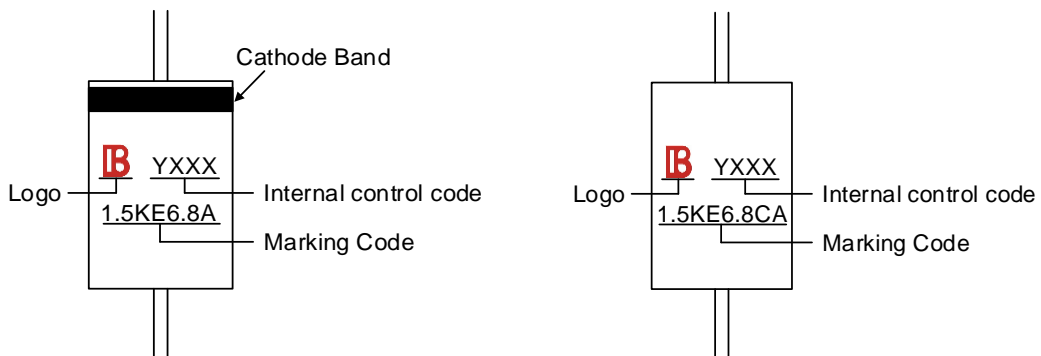 Cathode Band
B YXXX
Logo
Internal control code
1.5KE6.8A
Marking Code
B YXXX
Logo
Internal control code
1.5KE6.8CA
Marking Code